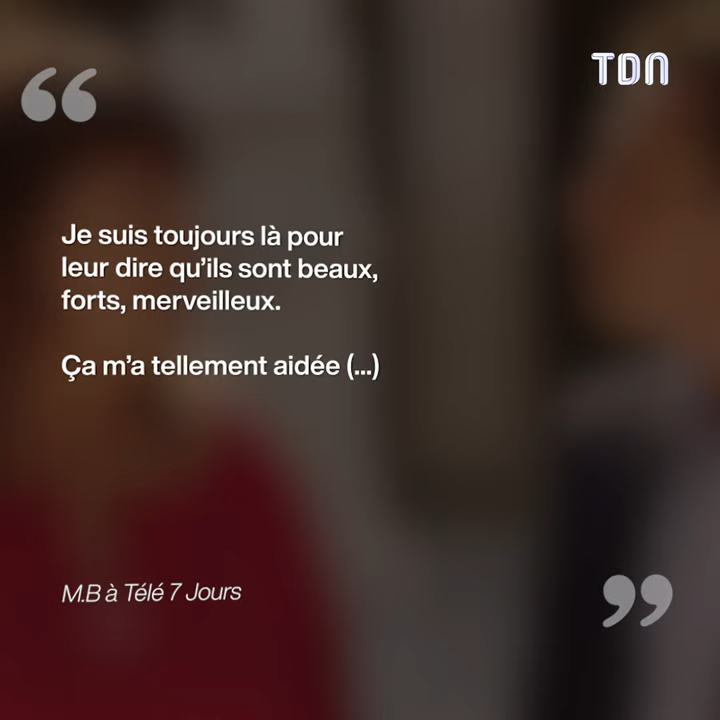 TDN
“
Je suis toujours là pour
leur dire qu’ils sont beaux,
forts, merveilleux.
Ça m’a tellement aidée (...)
M.B à Télé 7 Jours
”